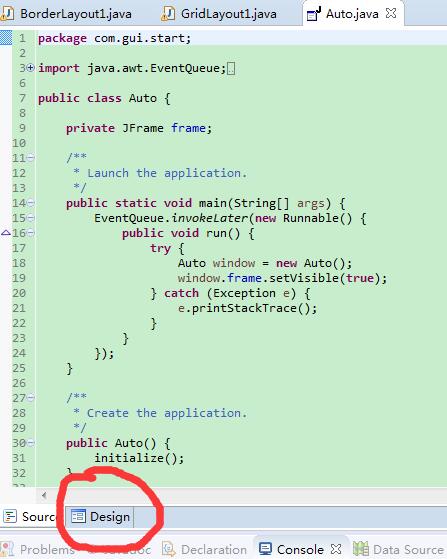 BorderLayout1.java GridLayout1.java Auto.java
1 package com.gui.start;
2
3 import java.awt.EventQueue;
6
7 public class Auto {
8
9 private JFrame frame;
10
11 /**
12 * Launch the application.
13 */
14 public static void main(String[] args) {
15 EventQueue.invokeLater(new Runnable() {
16 public void run() {
17 try {
18 Auto window = new Auto();
19 window.frame.setVisible(true);
20 } catch (Exception e) {
21 e.printStackTrace();
22 }
23 }
24 });
25 }
26
27 /**
28 * Create the application.
29 */
30 public Auto() {
31 initialize();
32 }
Source Design
Problems Declaration Console Data Source